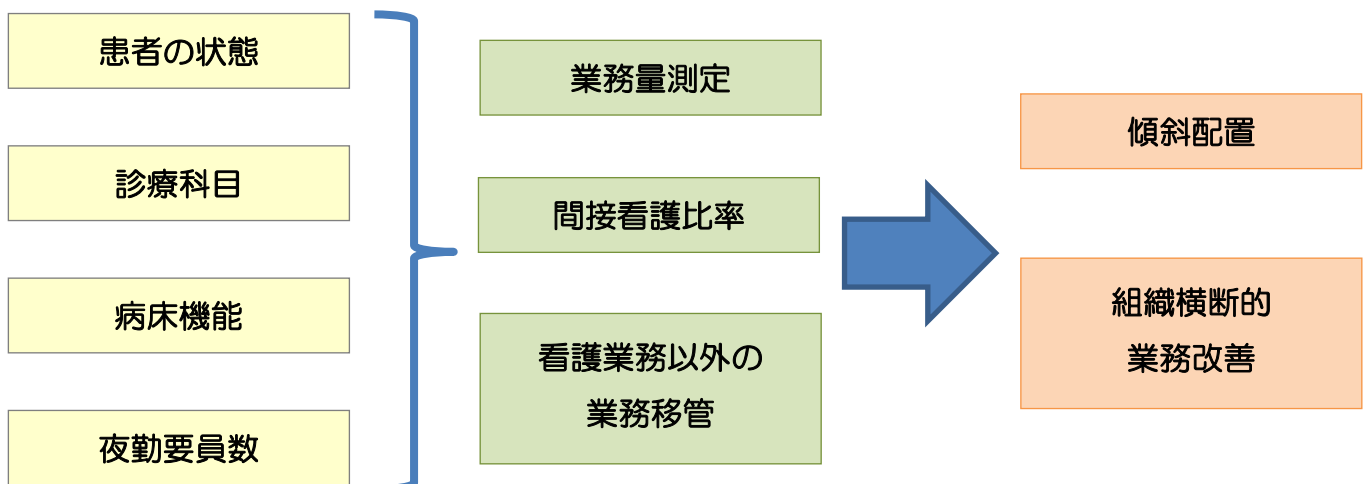 患者の状態
診療科目
病床機能
夜勤要員数
業務量測定
間接看護比率
看護業務以外の
業務移管
傾斜配置
組織横断的
業務改善